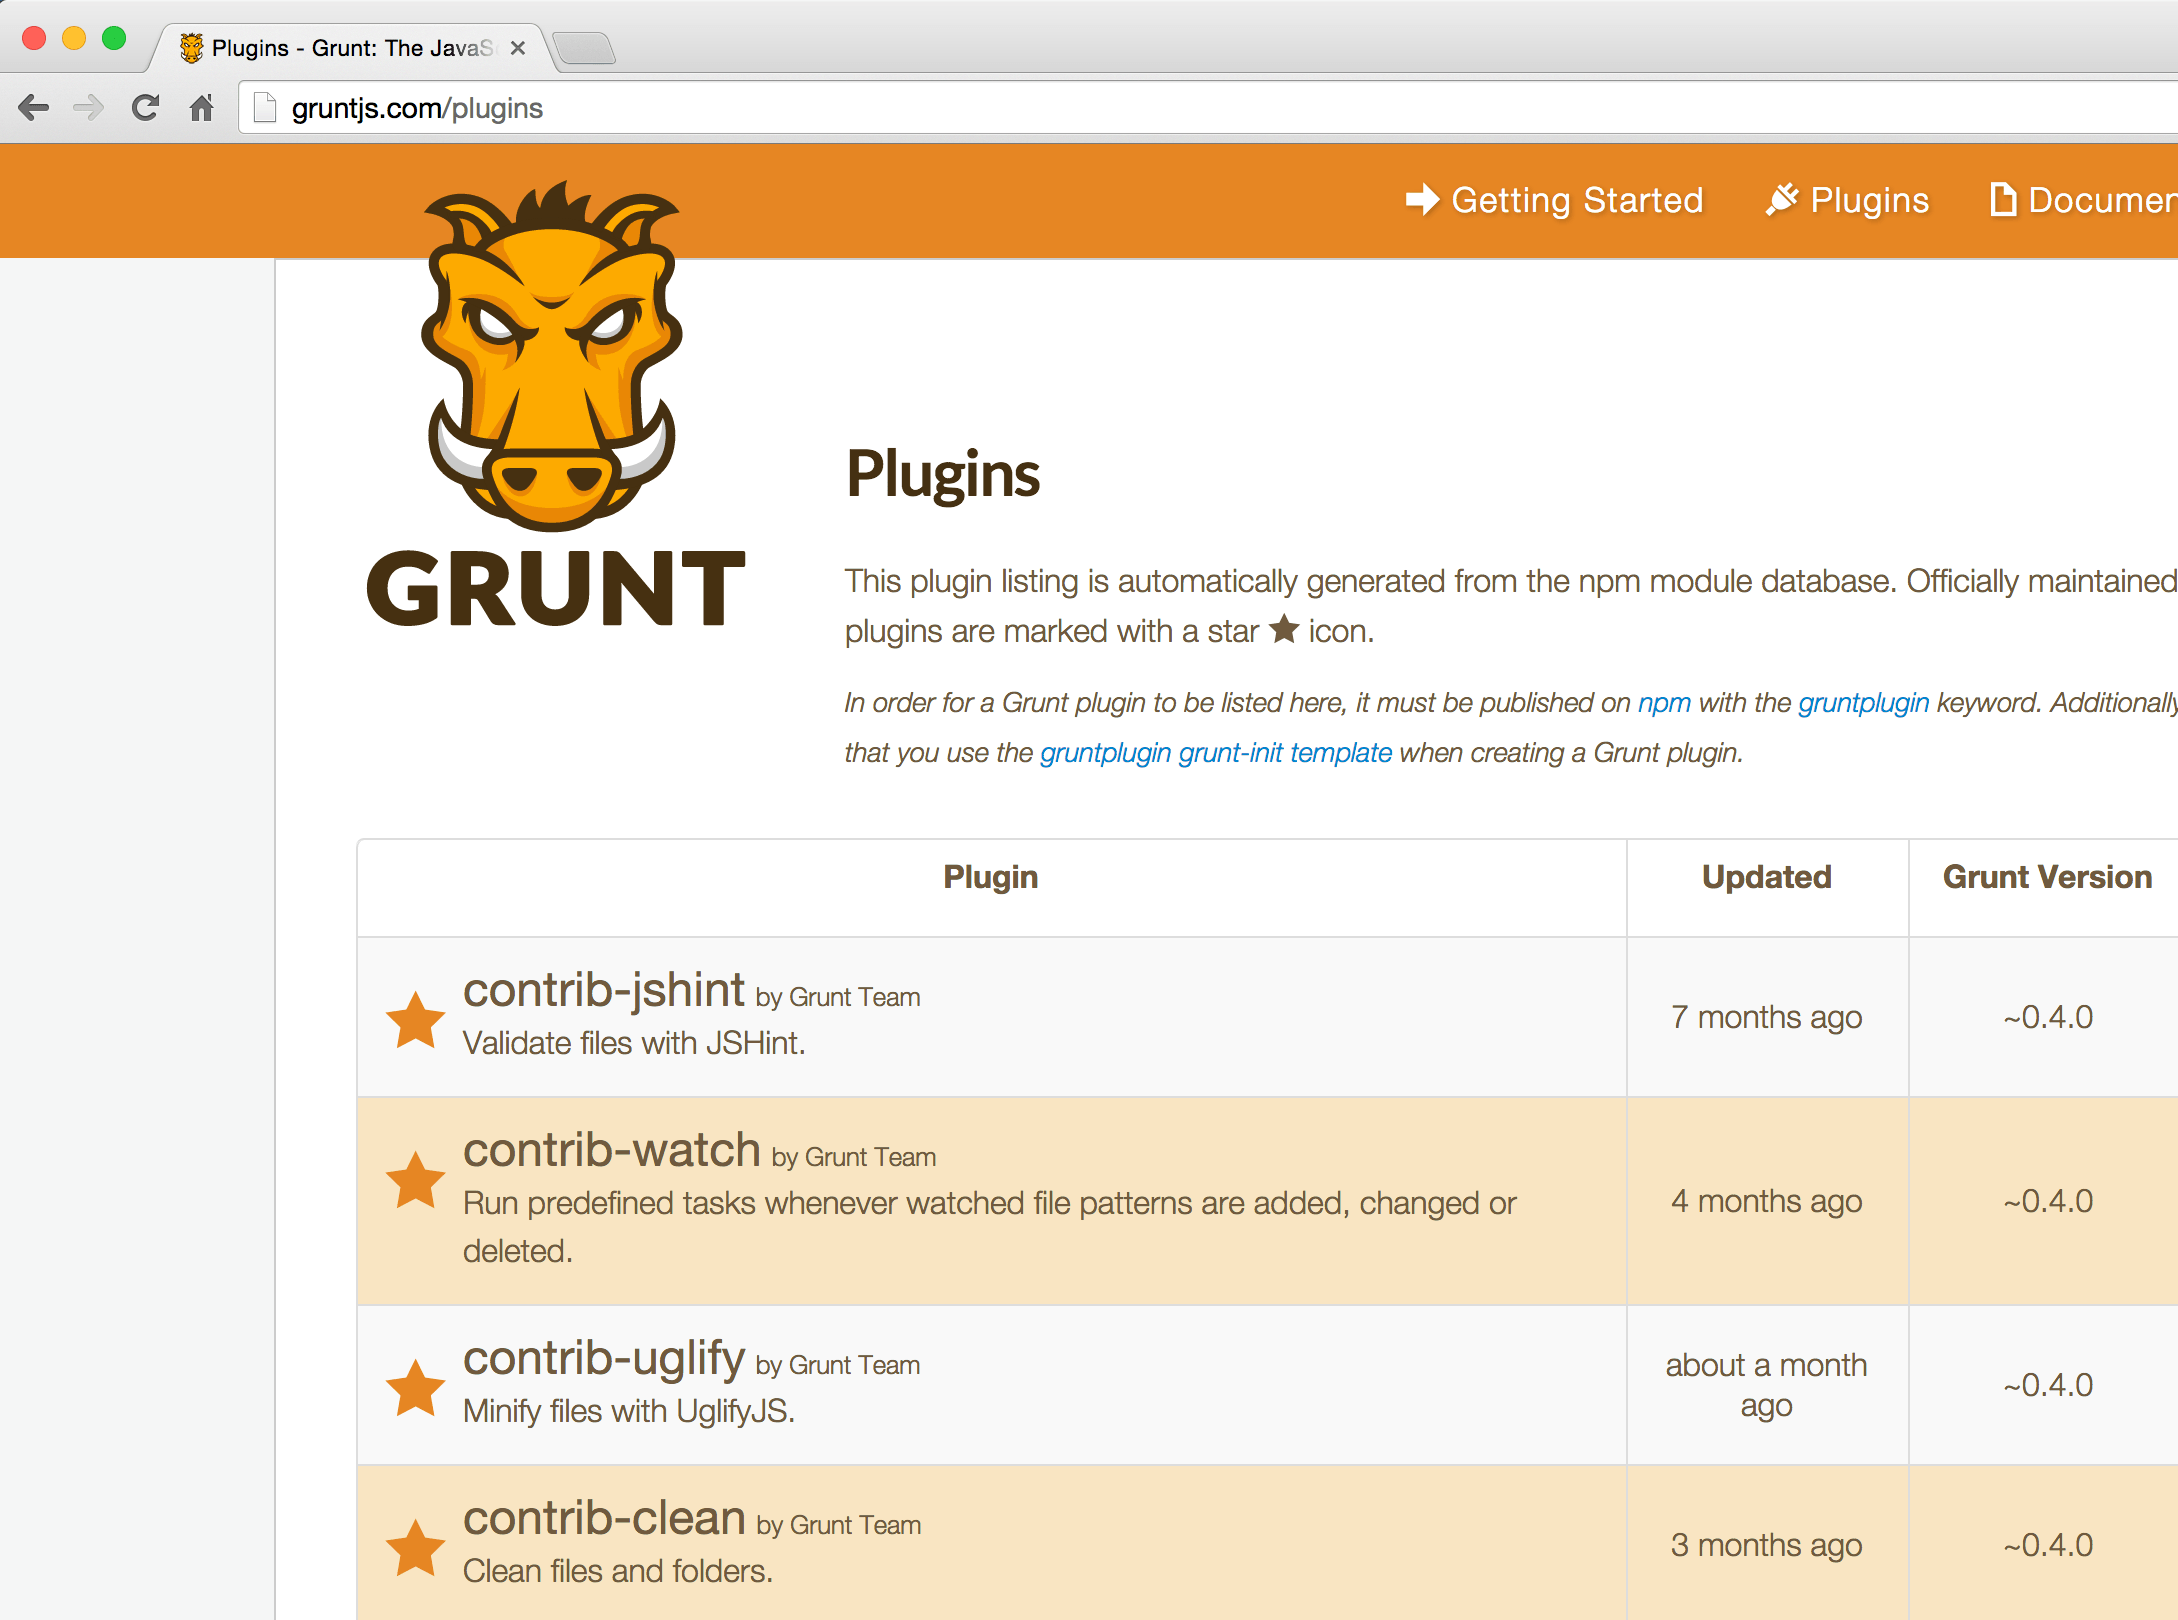 Plugins - Grunt: The JavaS
gruntjs.com/plugins
Getting Started Plugins Documen
GRUNT
Plugins
This plugin listing is automatically generated from the npm module database. Officially maintained
plugins are marked with a star ★ icon.
In order for a Grunt plugin to be listed here, it must be published on npm with the gruntplugin keyword. Additionally
that you use the gruntplugin grunt-init template when creating a Grunt plugin.
Plugin Updated Grunt Version
contrib-jshint by Grunt Team
Validate files with JSHint.
7 months ago ~0.4.0
contrib-watch by Grunt Team
Run predefined tasks whenever watched file patterns are added, changed or
deleted.
4 months ago ~0.4.0
contrib-uglify by Grunt Team
Minify files with UglifyJS.
about a month
ago
~0.4.0
contrib-clean by Grunt Team
Clean files and folders.
3 months ago ~0.4.0